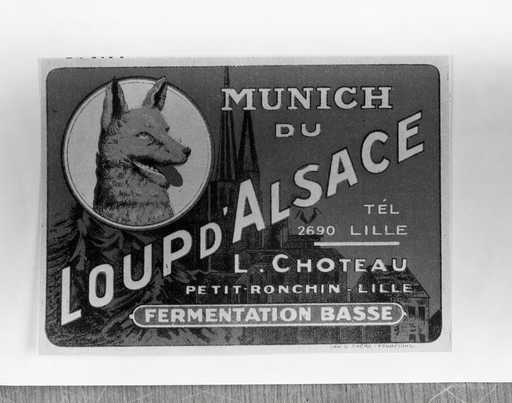 MUNICH
DU
LOUP D'ALSACE
TÉL
2690 LILLE
L. CHOTEAU
PETIT-RONCHIN - LILLE
FERMENTATION BASSE